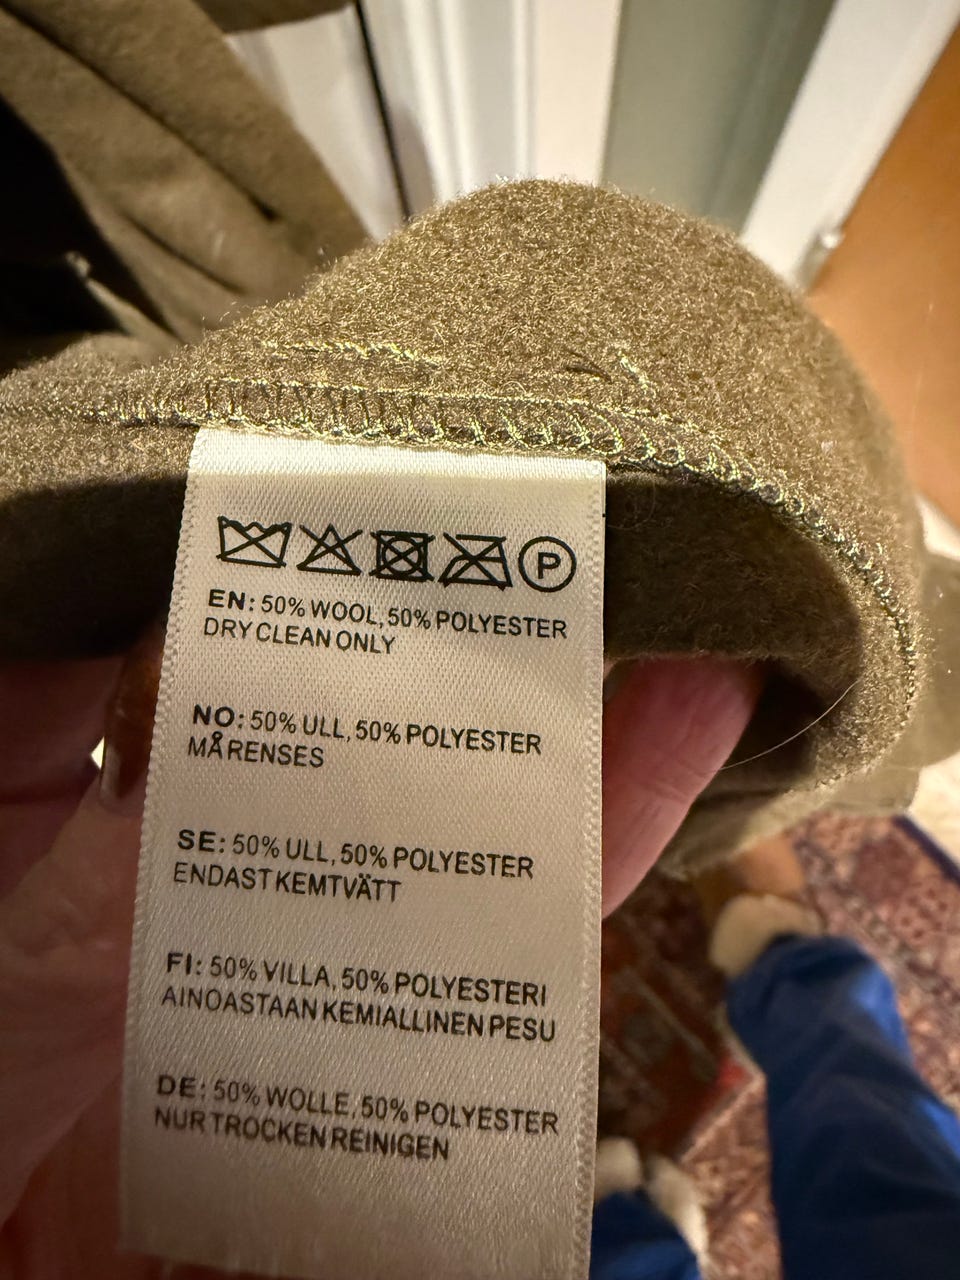 P
EN: 50% WOOL, 50% POLYESTER
DRY CLEAN ONLY
NO: 50% ULL, 50% POLYESTER
MÅ RENSES
SE: 50% ULL, 50% POLYESTER
ENDAST KEMTVÄTT
FI: 50% VILLA, 50% POLYESTERI
AINOASTAAN KEMIALLINEN PESU
DE: 50% WOLLE, 50% POLYESTER
NUR TROCKEN REINIGEN